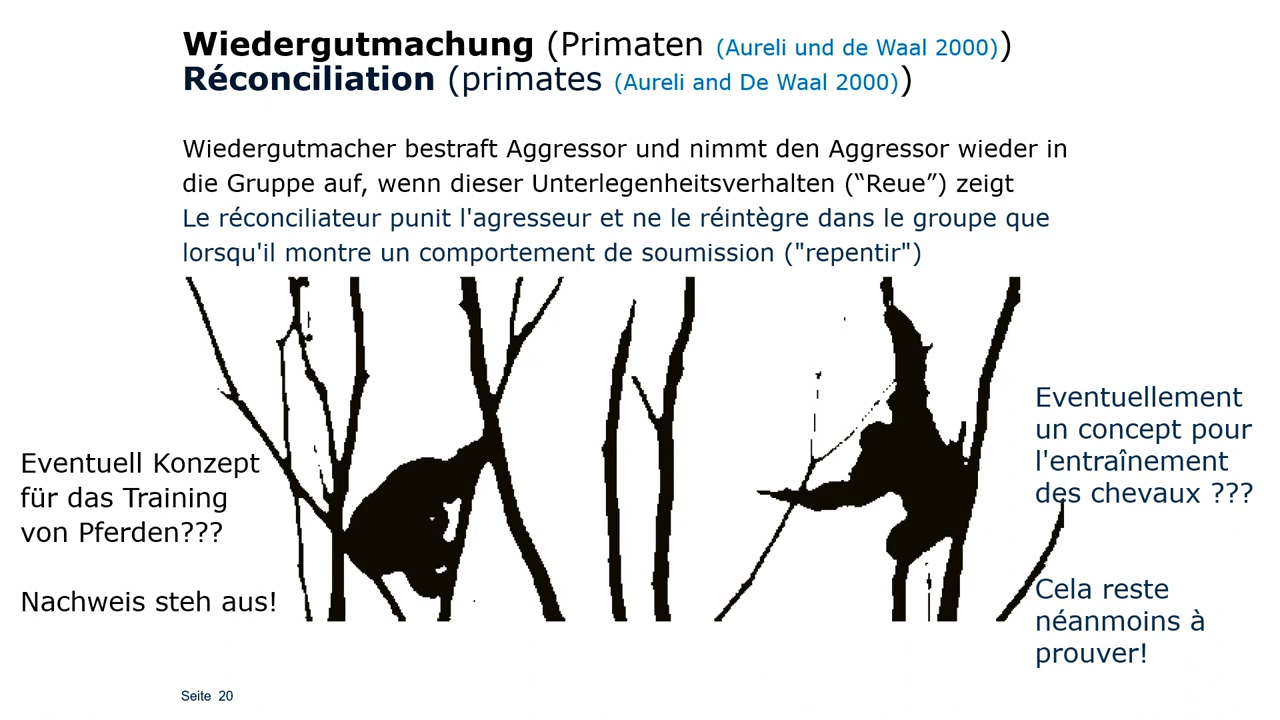 Wiedergutmachung (Primaten (Aureli und de Waal 2000))
Réconciliation (primates (Aureli and De Waal 2000))
Wiedergutmacher bestraft Aggressor und nimmt den Aggressor wieder in
die Gruppe auf, wenn dieser Unterlegenheitsverhalten (“Reue”) zeigt
Le réconciliateur punit l'agresseur et ne le réintègre dans le groupe que
lorsqu'il montre un comportement de soumission ("repentir")
Eventuell Konzept
für das Training
von Pferden???
Nachweis steh aus!
Eventuellement
un concept pour
l'entraînement
des chevaux ???
Cela reste
néanmoins à
prouver!
Seite 20